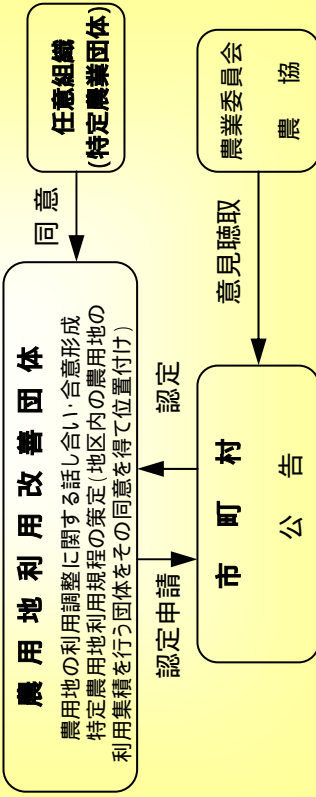 農用地利用改善団体
農用地の利用調整に関する話し合い・合意形成
特定農用地利用規程の策定(地区内の農用地の
利用集積を行う団体をその同意を得て位置付け)
同意
任意組織
(特定農業団体)
認定申請
認定
市町村
公告
意見聴取
農業委員会
農協